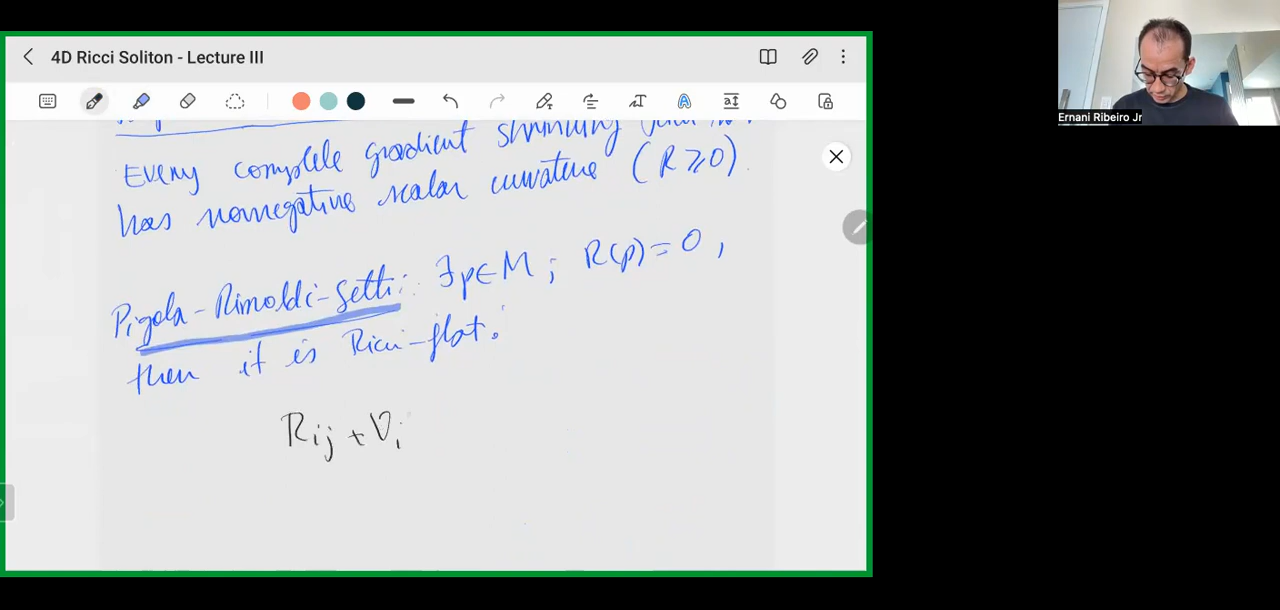 4D Ricci Soliton - Lecture III
Every complete gradient shrinking
has nonnegative scalar curvature (R ≥ 0).
Pigola-Rimoldi-Setti: ∃p∈M; R(p)=0,
then it is Ricci-flat.
Rij + ∇i
Ernani Ribeiro Jr